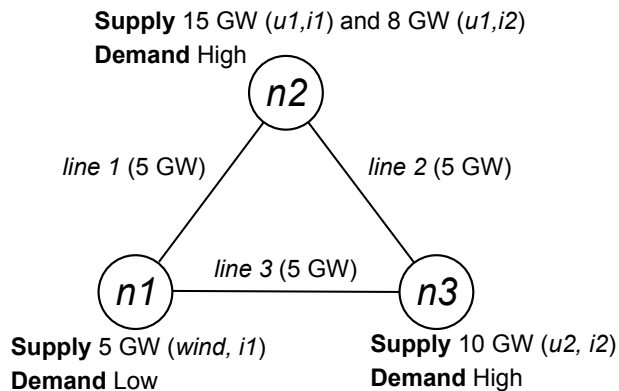 Supply 15 GW (u1,i1) and 8 GW (u1,i2)
Demand High
n2
line 1 (5 GW)
line 2 (5 GW)
line 3 (5 GW)
n1
n3
Supply 5 GW (wind, i1)
Demand Low
Supply 10 GW (u2, i2)
Demand High